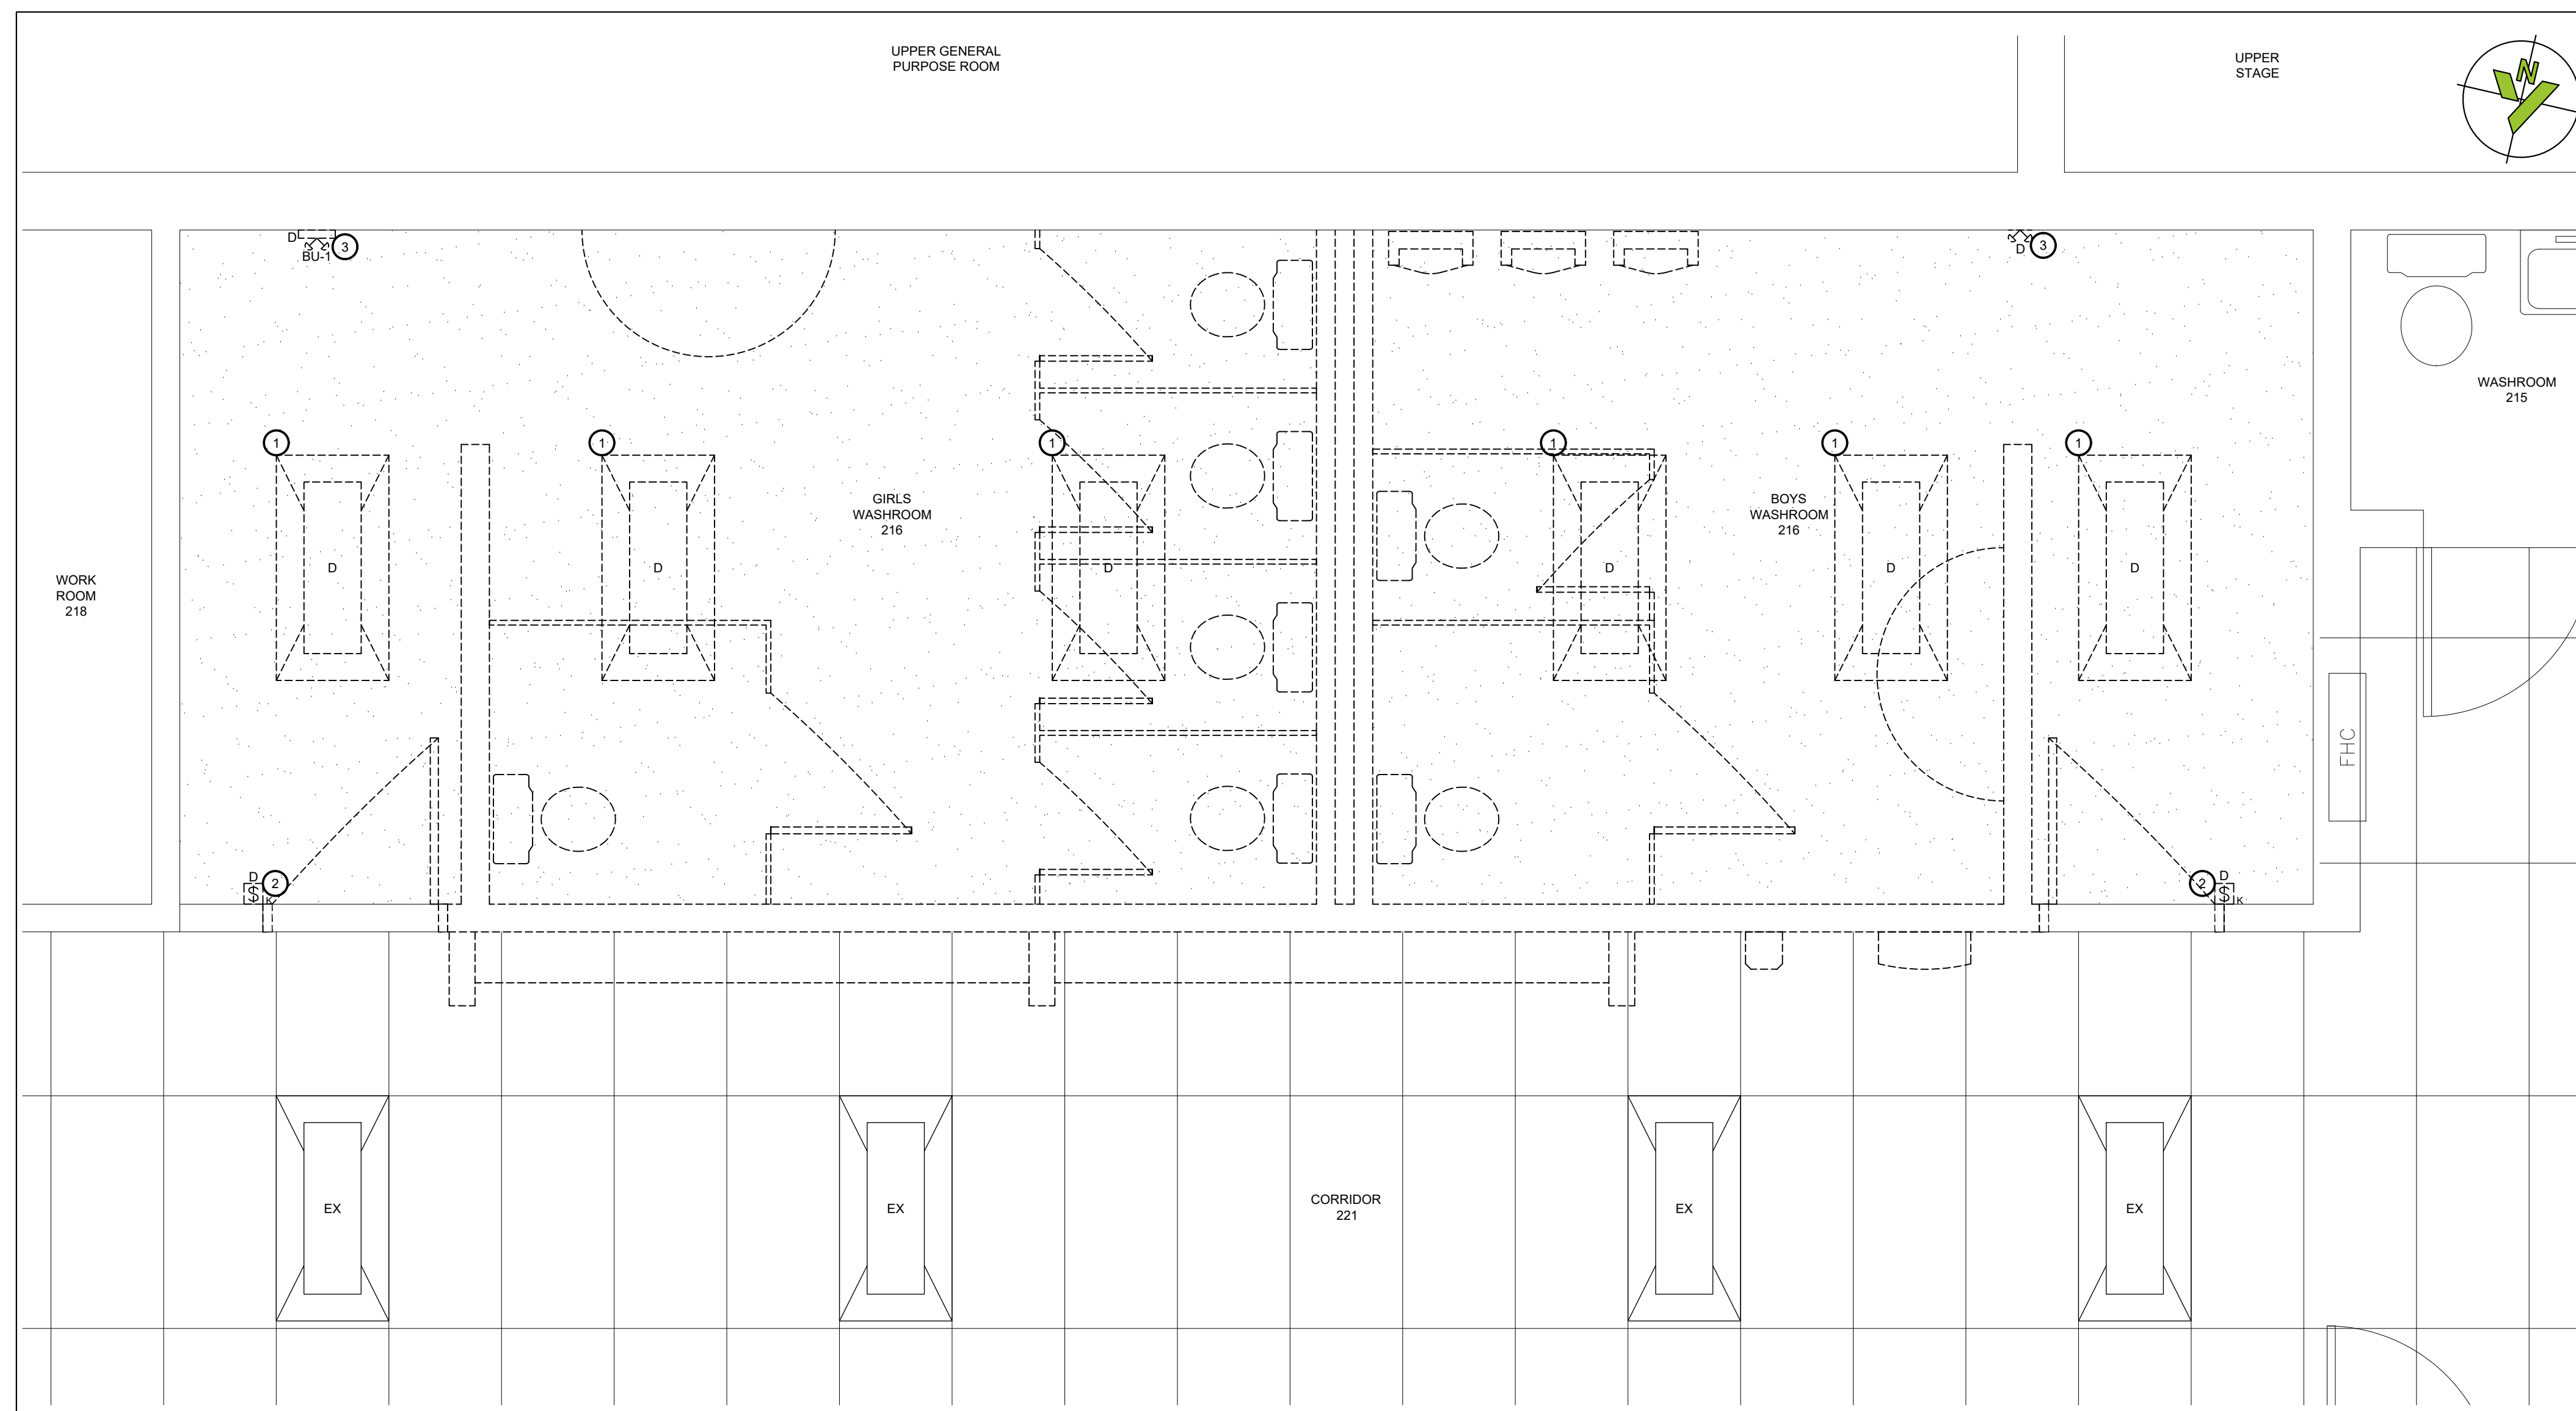 UPPER GENERAL
PURPOSE ROOM
UPPER
STAGE
N
D
BU-1
3
D
3
WASHROOM
215
1
1
1
1
1
1
GIRLS
WASHROOM
216
BOYS
WASHROOM
216
D
D
D
D
D
D
WORK
ROOM
218
FHC
D
2
$
K
2
D
$
K
EX
EX
CORRIDOR
221
EX
EX